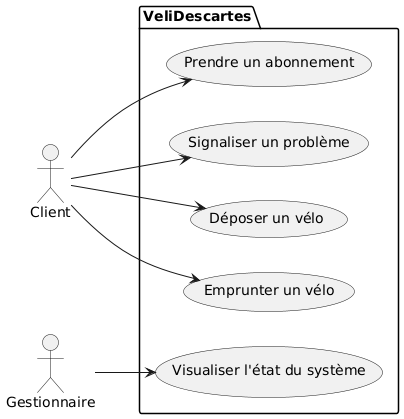 VeliDescartes
Prendre un abonnement
Signaliser un problème
Client
Déposer un vélo
Emprunter un vélo
Visualiser l'état du système
Gestionnaire